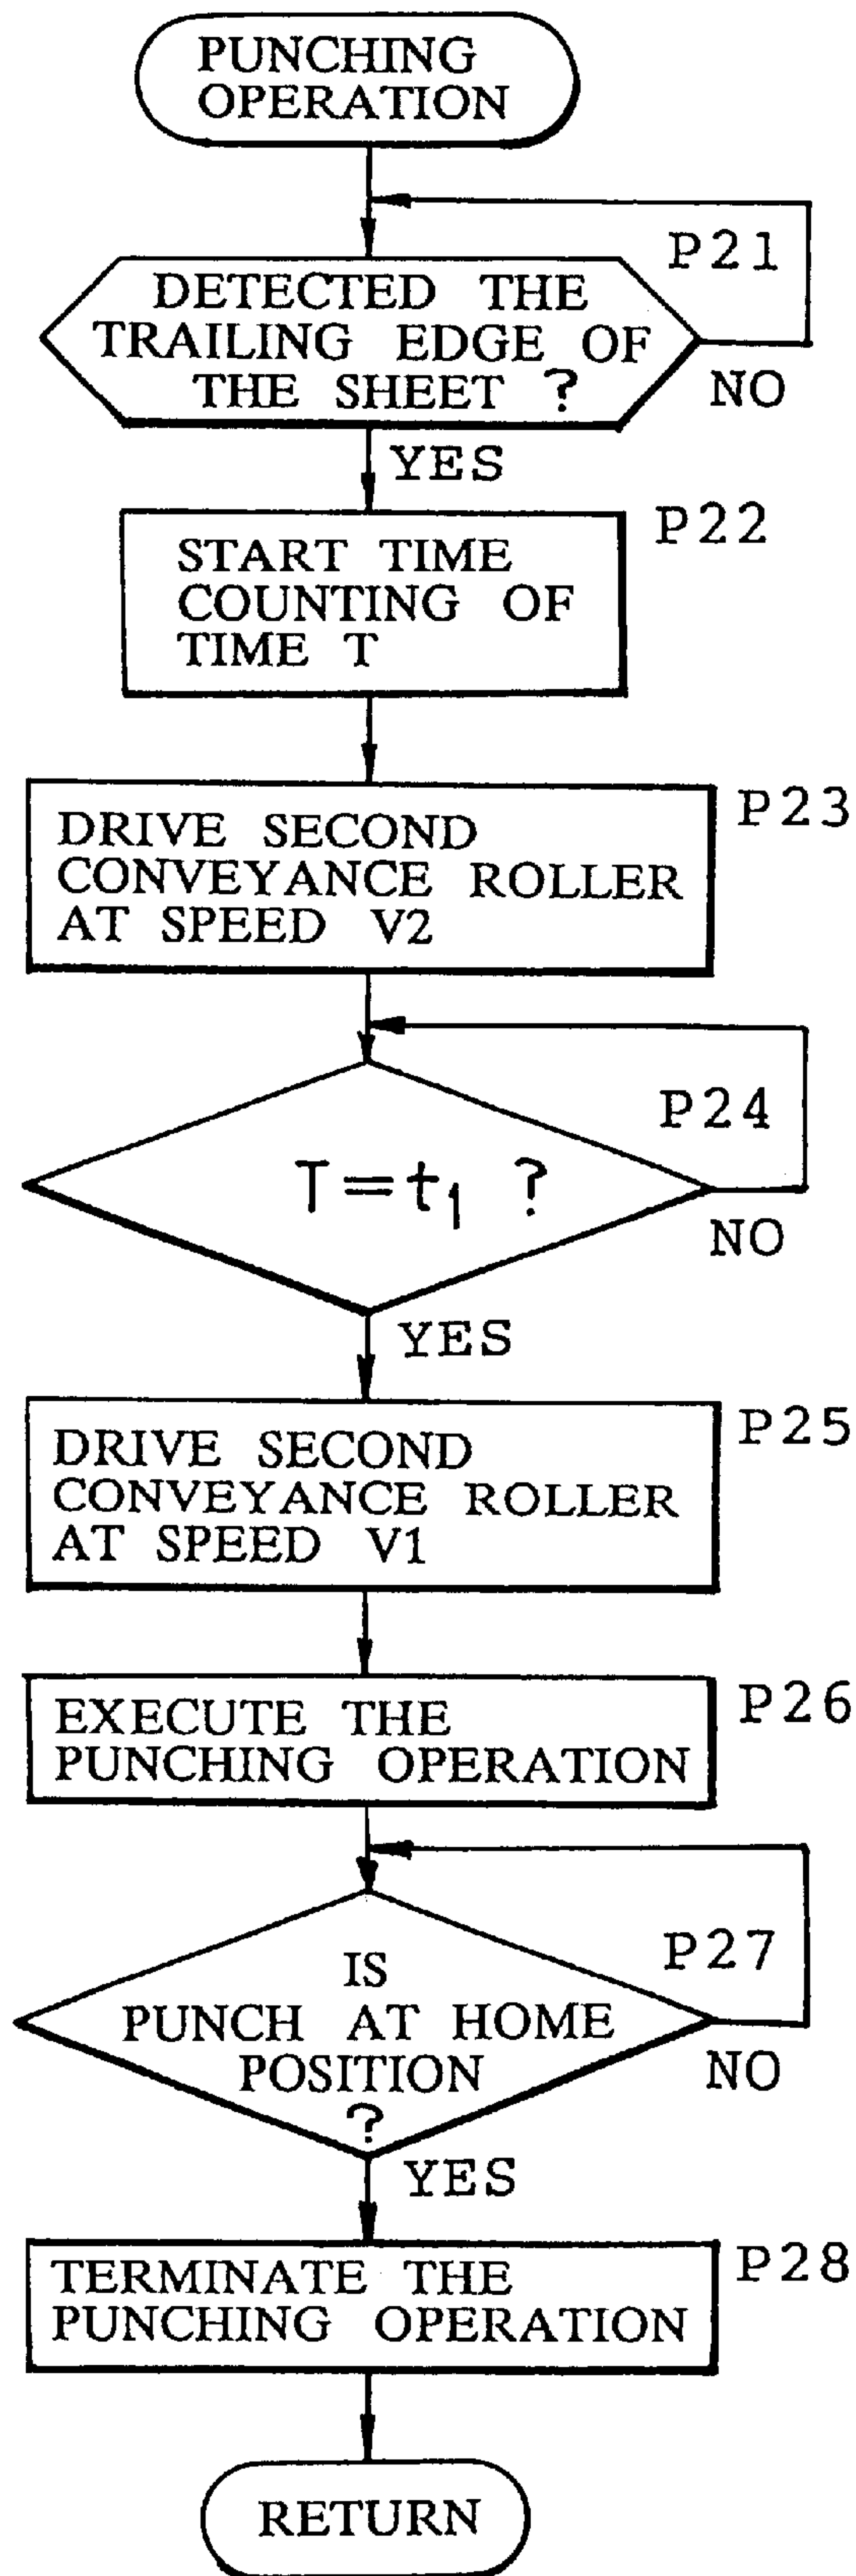 PUNCHING
OPERATION
P21
DETECTED THE
TRAILING EDGE OF
THE SHEET ?
NO
YES
P22
START TIME
COUNTING OF
TIME T
P23
DRIVE SECOND
CONVEYANCE ROLLER
AT SPEED V2
P24
T=t₁ ?
NO
YES
P25
DRIVE SECOND
CONVEYANCE ROLLER
AT SPEED V1
P26
EXECUTE THE
PUNCHING OPERATION
P27
IS
PUNCH AT HOME
POSITION
?
NO
YES
P28
TERMINATE THE
PUNCHING OPERATION
RETURN